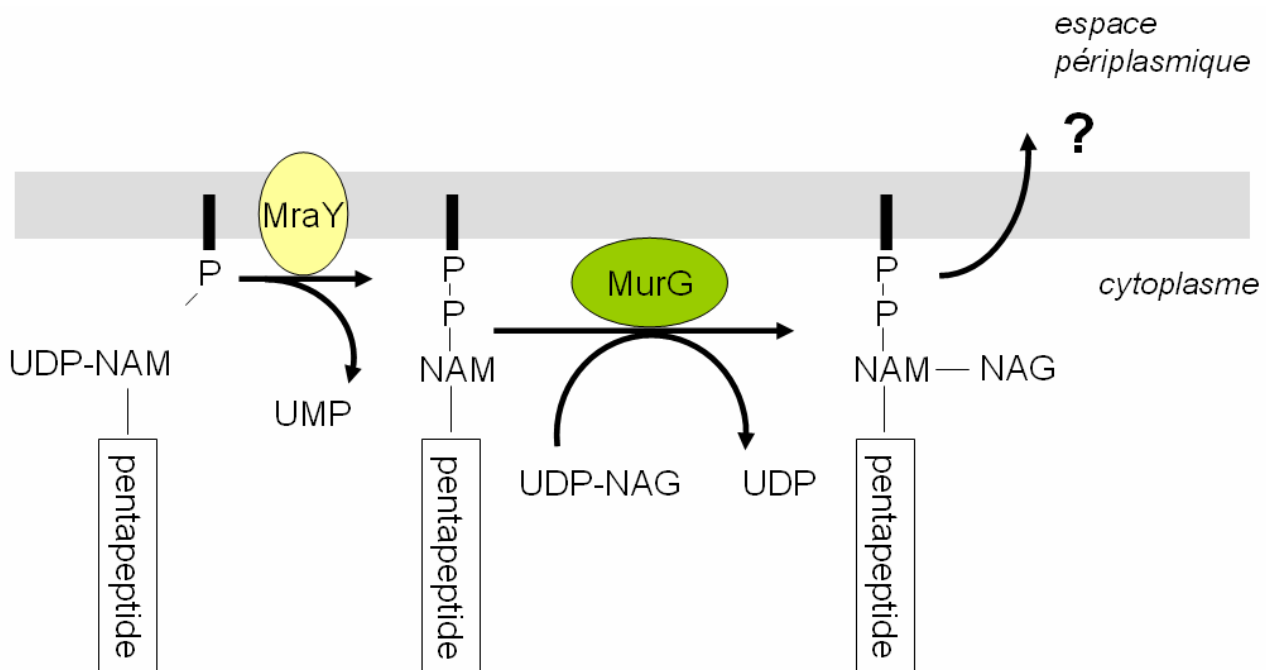 espace
périplasmique
?
MraY
P
P
P
MurG
P
P
cytoplasme
UDP-NAM
NAM
NAM
NAG
UMP
UDP-NAG
UDP
pentapeptide
pentapeptide
pentapeptide